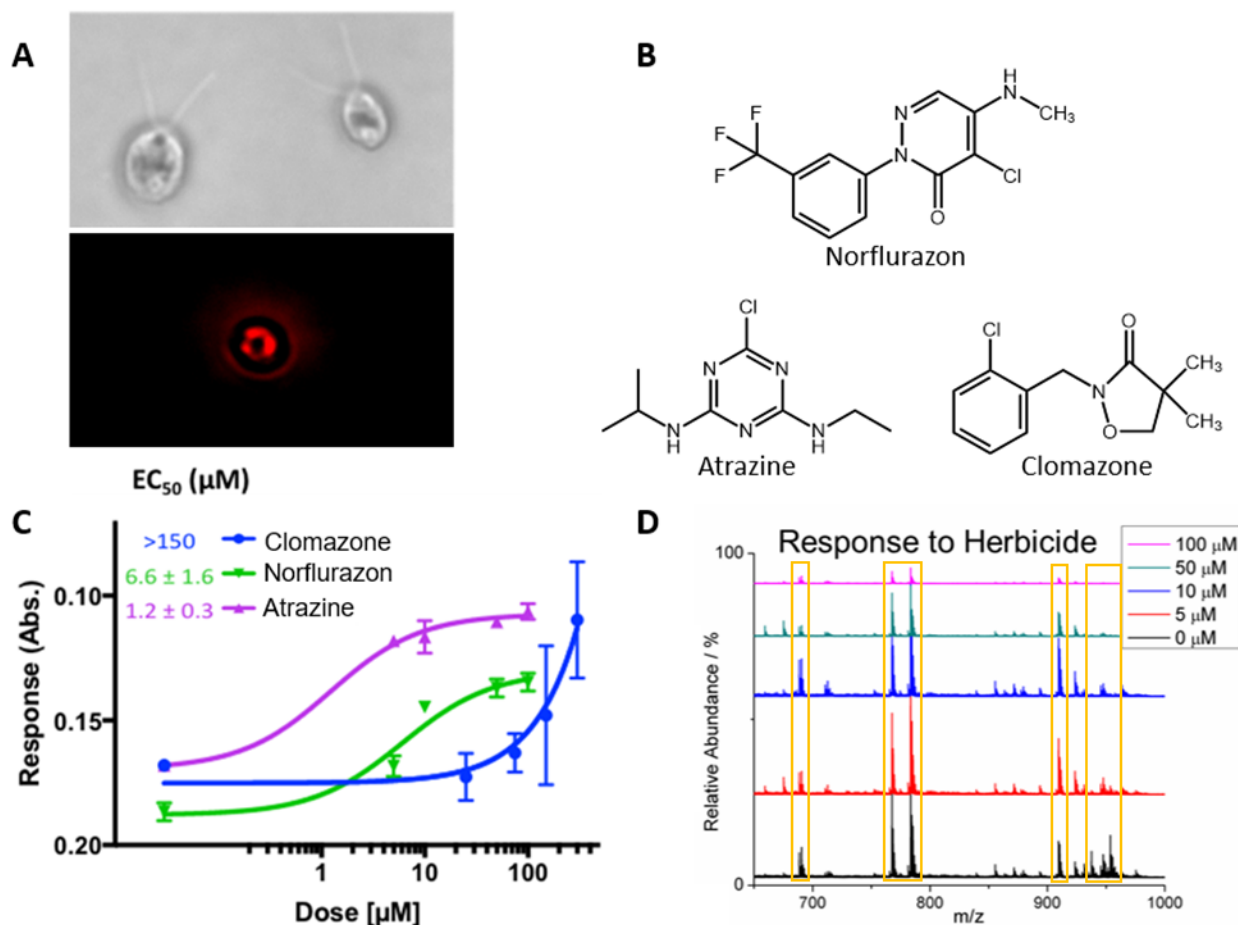 A
B
H
N
CH₃
F
F
F
N
N
Cl
O
Norflurazon
Cl
N
N
N
H
N
N
H
Atrazine
Cl
O
N
O
CH₃
CH₃
Clomazone
EC₅₀ (µM)
C
>150 Clomazone
6.6 ± 1.6 Norflurazon
1.2 ± 0.3 Atrazine
0.10
0.15
0.20
Response (Abs.)
1 10 100
Dose [µM]
D
Response to Herbicide
100 µM
50 µM
10 µM
5 µM
0 µM
100
0
Relative Abundance / %
700 800 900 1000
m/z